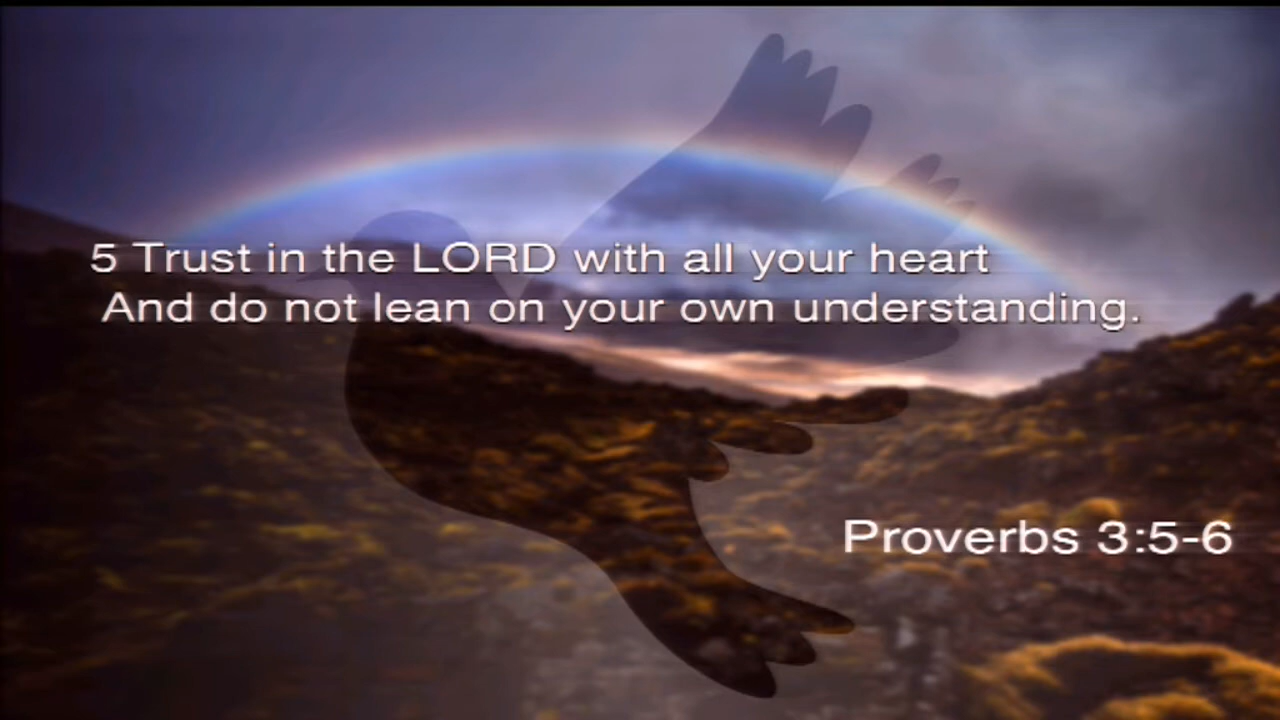 5 Trust in the LORD with all your heart
And do not lean on your own understanding.
Proverbs 3:5-6